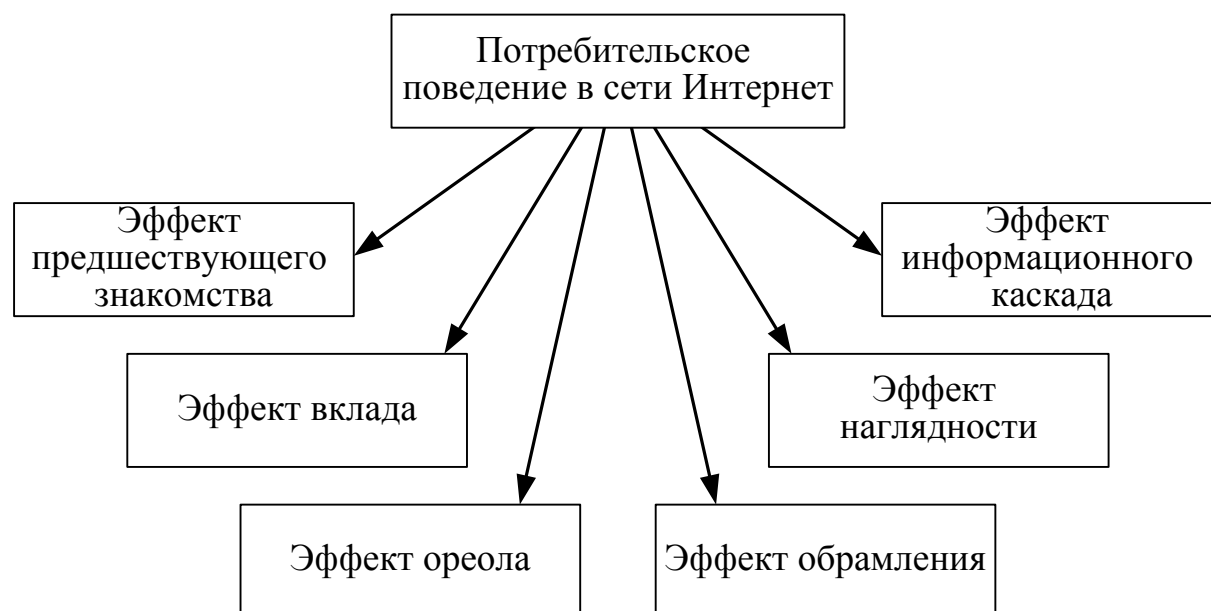 Потребительское
поведение в сети Интернет
Эффект
предшествующего
знакомства
Эффект
информационного
каскада
Эффект вклада
Эффект
наглядности
Эффект ореола
Эффект обрамления